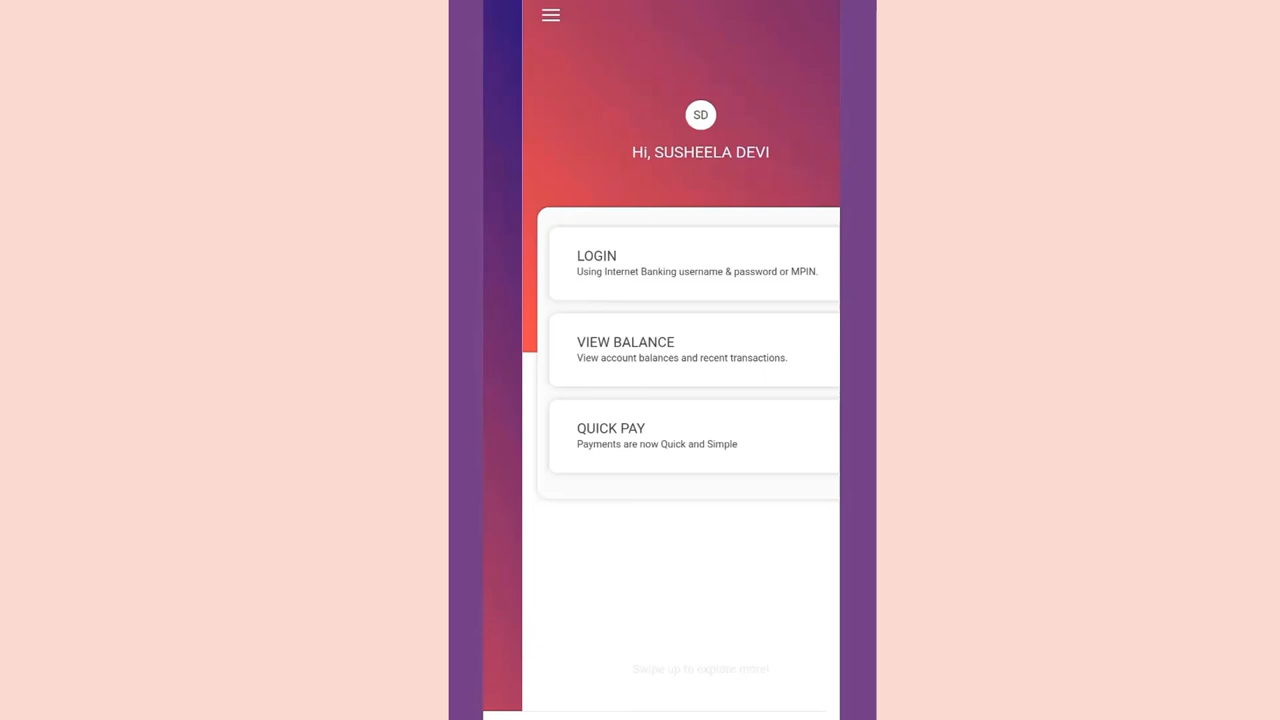 SD
Hi, SUSHEELA DEVI
LOGIN
Using Internet Banking username & password or MPIN.
VIEW BALANCE
View account balances and recent transactions.
QUICK PAY
Payments are now Quick and Simple
Swipe up to explore more!